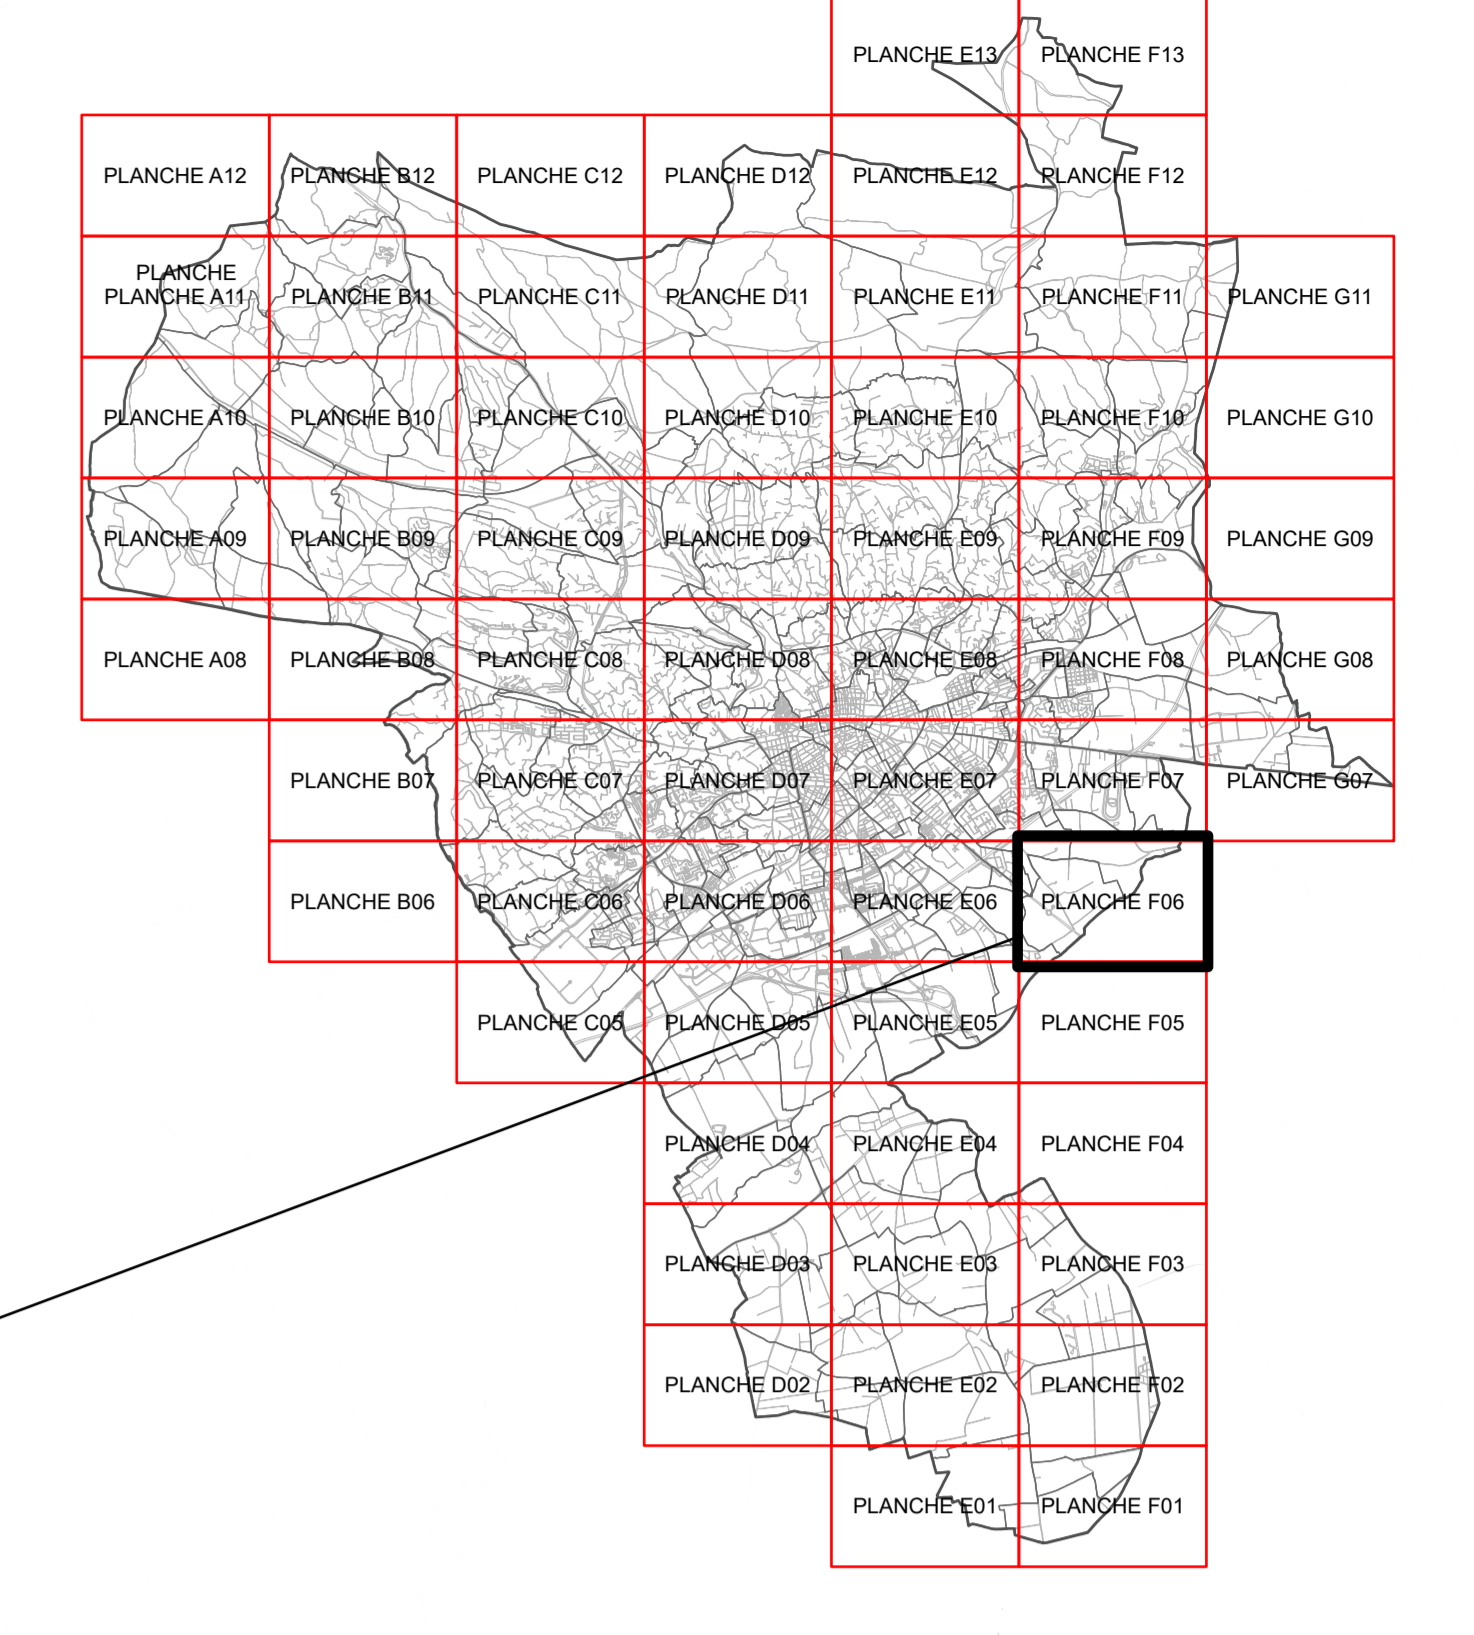 PLANCHE E13
PLANCHE F13
PLANCHE A12
PLANCHE B12
PLANCHE C12
PLANCHE D12
PLANCHE E12
PLANCHE F12
PLANCHE
PLANCHE A11
PLANCHE B11
PLANCHE C11
PLANCHE D11
PLANCHE E11
PLANCHE F11
PLANCHE G11
PLANCHE A10
PLANCHE B10
PLANCHE C10
PLANCHE D10
PLANCHE E10
PLANCHE F10
PLANCHE G10
PLANCHE A09
PLANCHE B09
PLANCHE C09
PLANCHE D09
PLANCHE E09
PLANCHE F09
PLANCHE G09
PLANCHE A08
PLANCHE B08
PLANCHE C08
PLANCHE D08
PLANCHE E08
PLANCHE F08
PLANCHE G08
PLANCHE B07
PLANCHE C07
PLANCHE D07
PLANCHE E07
PLANCHE F07
PLANCHE G07
PLANCHE B06
PLANCHE C06
PLANCHE D06
PLANCHE E06
PLANCHE F06
PLANCHE C05
PLANCHE D05
PLANCHE E05
PLANCHE F05
PLANCHE D04
PLANCHE E04
PLANCHE F04
PLANCHE D03
PLANCHE E03
PLANCHE F03
PLANCHE D02
PLANCHE E02
PLANCHE F02
PLANCHE E01
PLANCHE F01